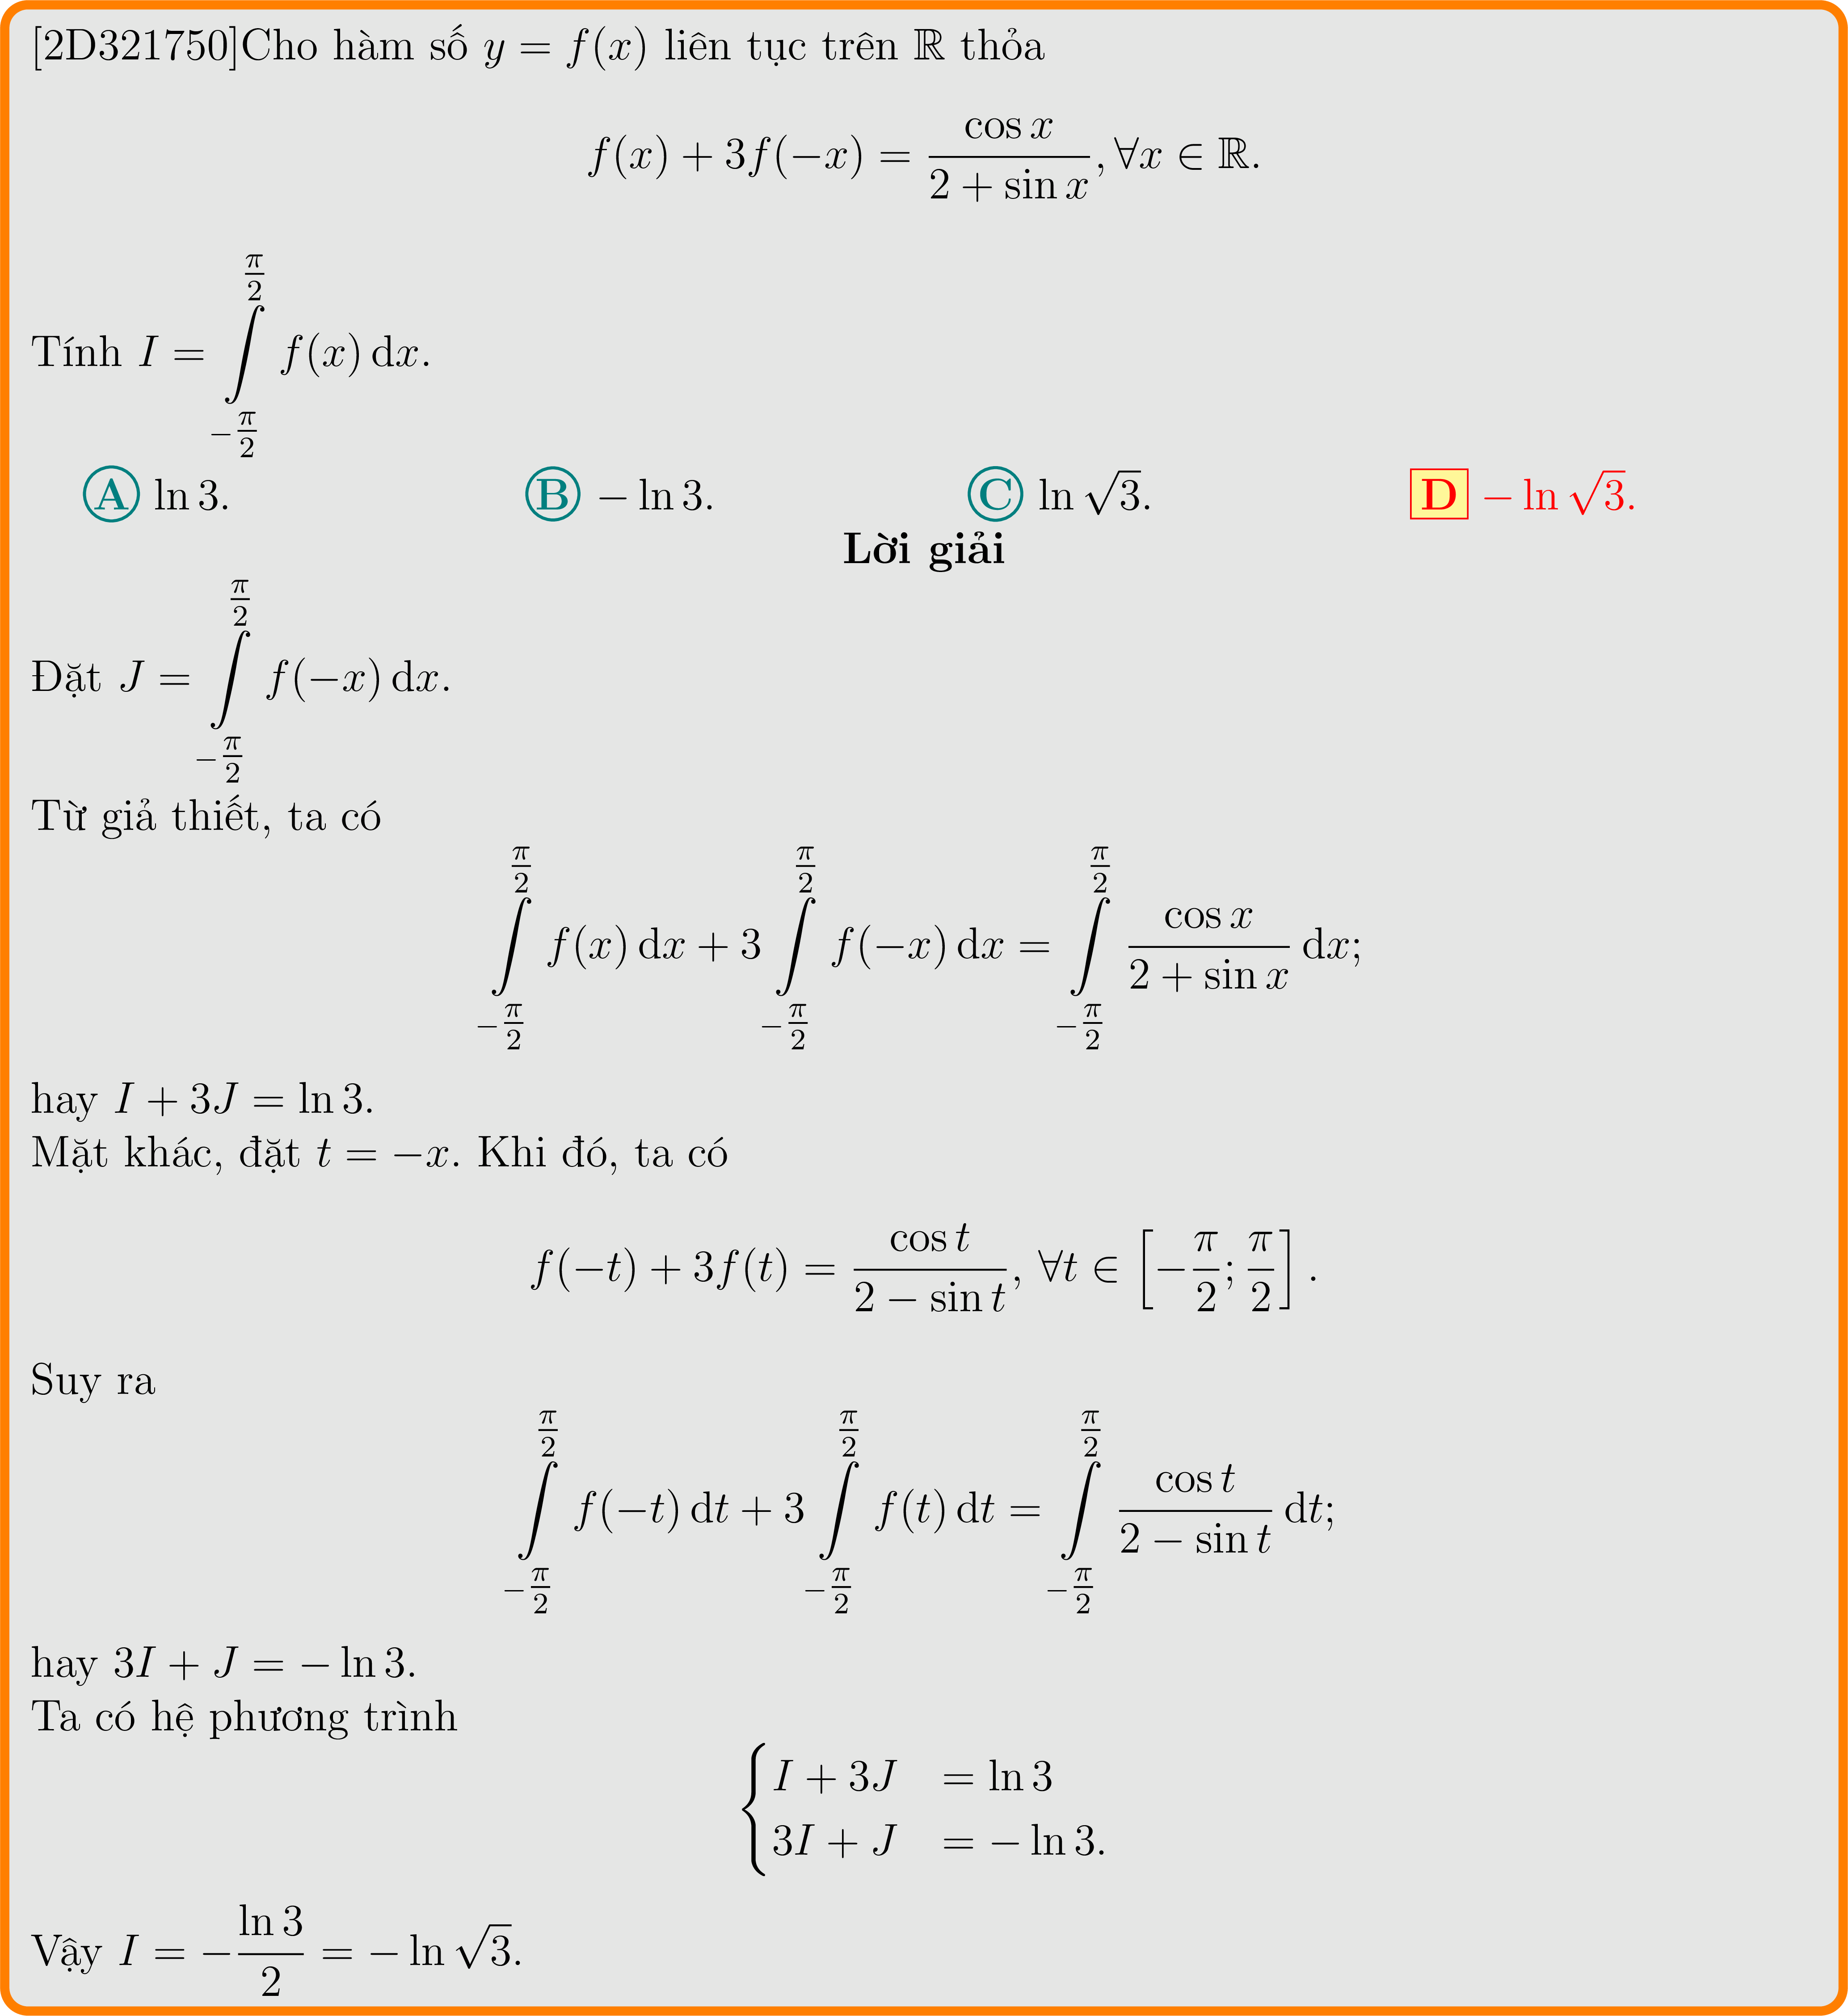 [2D321750]Cho hàm số $y = f(x)$ liên tục trên $\mathbb{R}$ thỏa
$f(x) + 3f(-x) = \dfrac{\cos x}{2 + \sin x}, \forall x \in \mathbb{R}.$
Tính $I = \int\limits_{-\frac{\pi}{2}}^{\frac{\pi}{2}} f(x)\,\mathrm{d}x.$
A $\ln 3.$ B $-\ln 3.$ C $\ln\sqrt{3}.$ D $-\ln\sqrt{3}.$
Lời giải
Đặt $J = \int\limits_{-\frac{\pi}{2}}^{\frac{\pi}{2}} f(-x)\,\mathrm{d}x.$
Từ giả thiết, ta có
$\int\limits_{-\frac{\pi}{2}}^{\frac{\pi}{2}} f(x)\,\mathrm{d}x + 3\int\limits_{-\frac{\pi}{2}}^{\frac{\pi}{2}} f(-x)\,\mathrm{d}x = \int\limits_{-\frac{\pi}{2}}^{\frac{\pi}{2}} \dfrac{\cos x}{2 + \sin x}\,\mathrm{d}x;$
hay $I + 3J = \ln 3.$
Mặt khác, đặt $t = -x$. Khi đó, ta có
$f(-t) + 3f(t) = \dfrac{\cos t}{2 - \sin t}, \forall t \in \left[-\dfrac{\pi}{2}; \dfrac{\pi}{2}\right].$
Suy ra
$\int\limits_{-\frac{\pi}{2}}^{\frac{\pi}{2}} f(-t)\,\mathrm{d}t + 3\int\limits_{-\frac{\pi}{2}}^{\frac{\pi}{2}} f(t)\,\mathrm{d}t = \int\limits_{-\frac{\pi}{2}}^{\frac{\pi}{2}} \dfrac{\cos t}{2 - \sin t}\,\mathrm{d}t;$
hay $3I + J = -\ln 3.$
Ta có hệ phương trình
$\begin{cases} I + 3J &= \ln 3 \\ 3I + J &= -\ln 3. \end{cases}$
Vậy $I = -\dfrac{\ln 3}{2} = -\ln\sqrt{3}.$